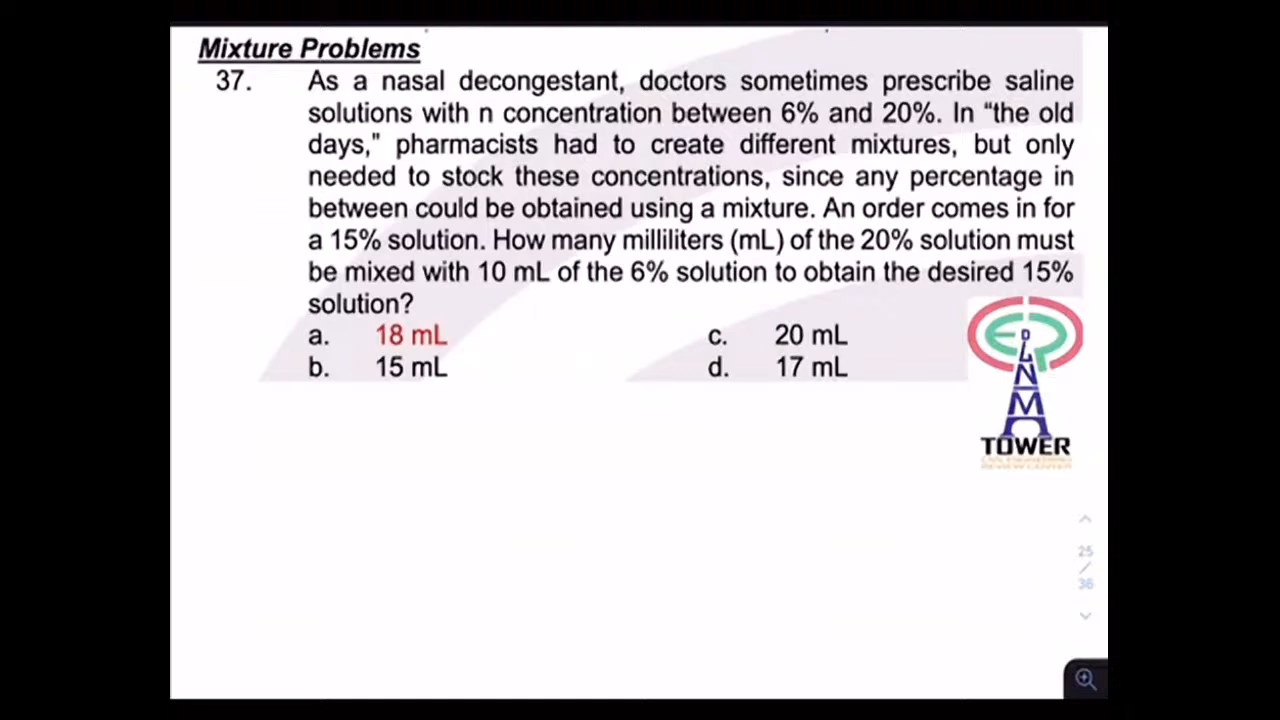 Mixture Problems
37. As a nasal decongestant, doctors sometimes prescribe saline
solutions with n concentration between 6% and 20%. In “the old
days," pharmacists had to create different mixtures, but only
needed to stock these concentrations, since any percentage in
between could be obtained using a mixture. An order comes in for
a 15% solution. How many milliliters (mL) of the 20% solution must
be mixed with 10 mL of the 6% solution to obtain the desired 15%
solution?
a. 18 mL c. 20 mL
b. 15 mL d. 17 mL
TOWER
25
/
36